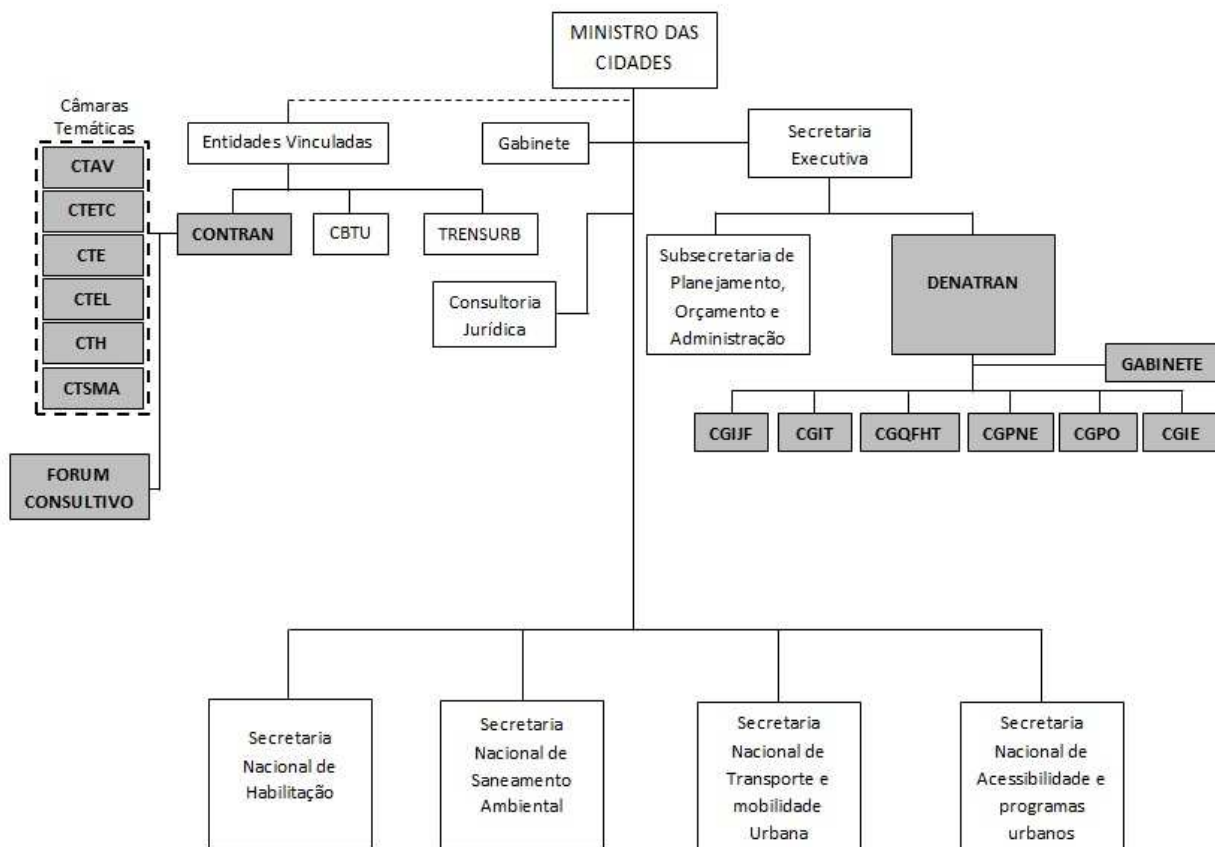 MINISTRO DAS
CIDADES
Câmaras
Temáticas
CTAV
CTETC
CTE
CTEL
CTH
CTSMA
FORUM
CONSULTIVO
Entidades Vinculadas
CONTRAN
CBTU
TRENSURB
Gabinete
Consultoria
Jurídica
Secretaria
Executiva
Subsecretaria de
Planejamento,
Orçamento e
Administração
DENATRAN
GABINETE
CGIJF
CGIT
CGQFHT
CGPNE
CGPO
CGIE
Secretaria
Nacional de
Habilitação
Secretaria
Nacional de
Saneamento
Ambiental
Secretaria
Nacional de
Transporte e
mobilidade
Urbana
Secretaria
Nacional de
Acessibilidade e
programas
urbanos